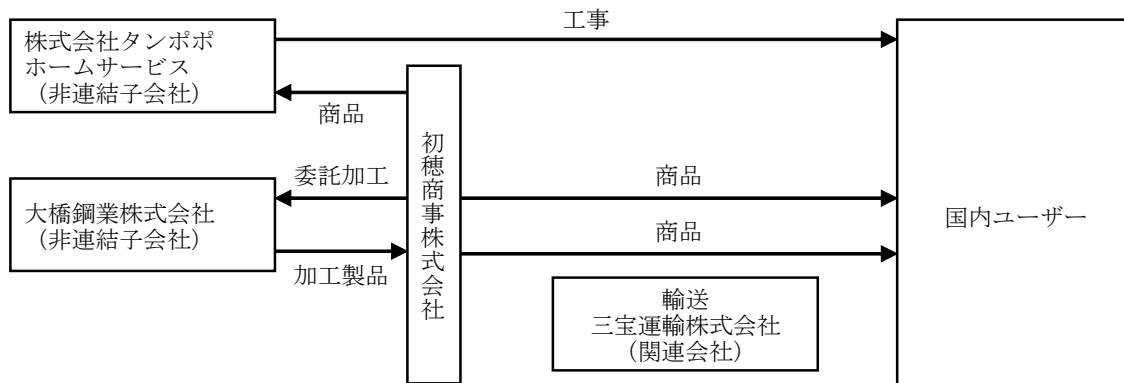 工事
株式会社タンポポ
ホームサービス
（非連結子会社）
商品
初穂商事株式会社
委託加工
商品
大橋鋼業株式会社
（非連結子会社）
国内ユーザー
商品
加工製品
輸送
三宝運輸株式会社
（関連会社）